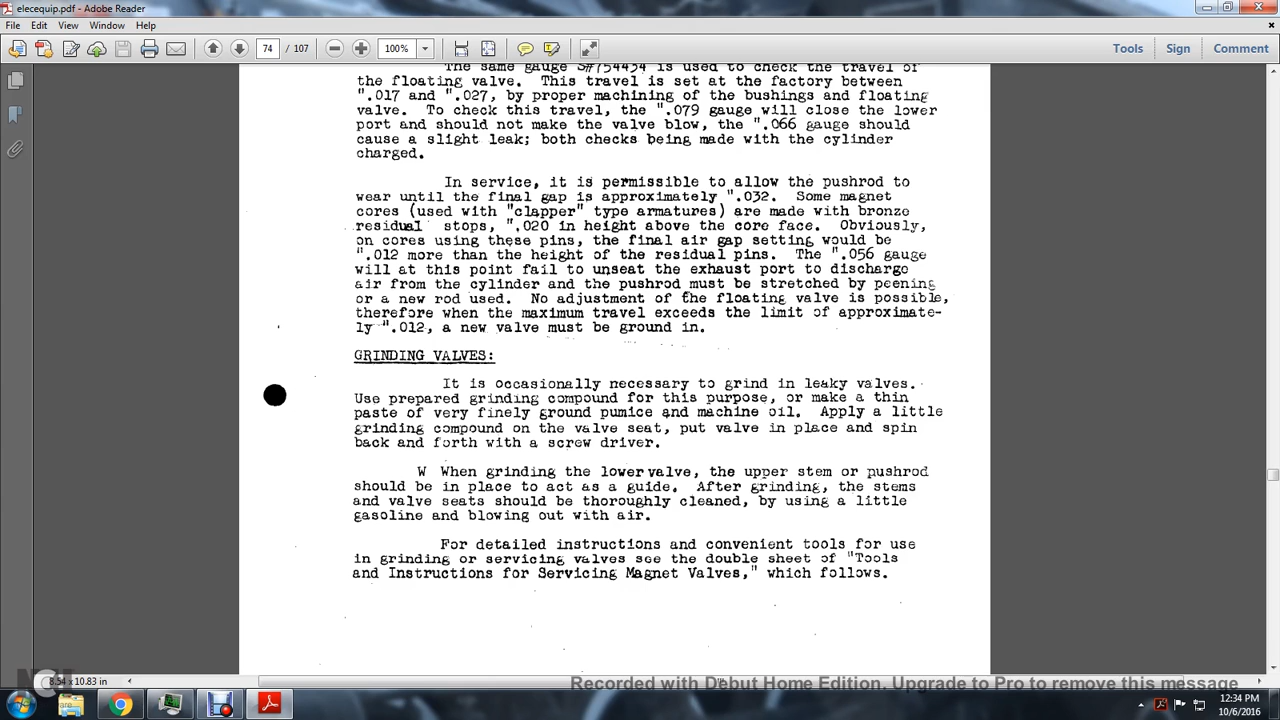 elecequip.pdf - Adobe Reader
File Edit View Window Help
74 / 107 100% Tools Sign Comment
The same gauge S#754434 is used to check the travel of
the floating valve. This travel is set at the factory between
".017 and ".027, by proper machining of the bushings and floating
valve. To check this travel, the ".079 gauge will close the lower
port and should not make the valve blow, the ".066 gauge should
cause a slight leak; both checks being made with the cylinder
charged.
In service, it is permissible to allow the pushrod to
wear until the final gap is approximately ".032. Some magnet
cores (used with "clapper" type armatures) are made with bronze
residual stops, ".020 in height above the core face. Obviously,
on cores using these pins, the final air gap setting would be
".012 more than the height of the residual pins. The ".056 gauge
will at this point fail to unseat the exhaust port to discharge
air from the cylinder and the pushrod must be stretched by peening
or a new rod used. No adjustment of the floating valve is possible,
therefore when the maximum travel exceeds the limit of approximate-
ly ".012, a new valve must be ground in.
GRINDING VALVES:
It is occasionally necessary to grind in leaky valves.
Use prepared grinding compound for this purpose, or make a thin
paste of very finely ground pumice and machine oil. Apply a little
grinding compound on the valve seat, put valve in place and spin
back and forth with a screw driver.
W When grinding the lower valve, the upper stem or pushrod
should be in place to act as a guide. After grinding, the stems
and valve seats should be thoroughly cleaned, by using a little
gasoline and blowing out with air.
For detailed instructions and convenient tools for use
in grinding or servicing valves see the double sheet of "Tools
and Instructions for Servicing Magnet Valves," which follows.
8.54 x 10.83 in
Recorded with Debut Home Edition. Upgrade to Pro to remove this message
12:34 PM
10/6/2016